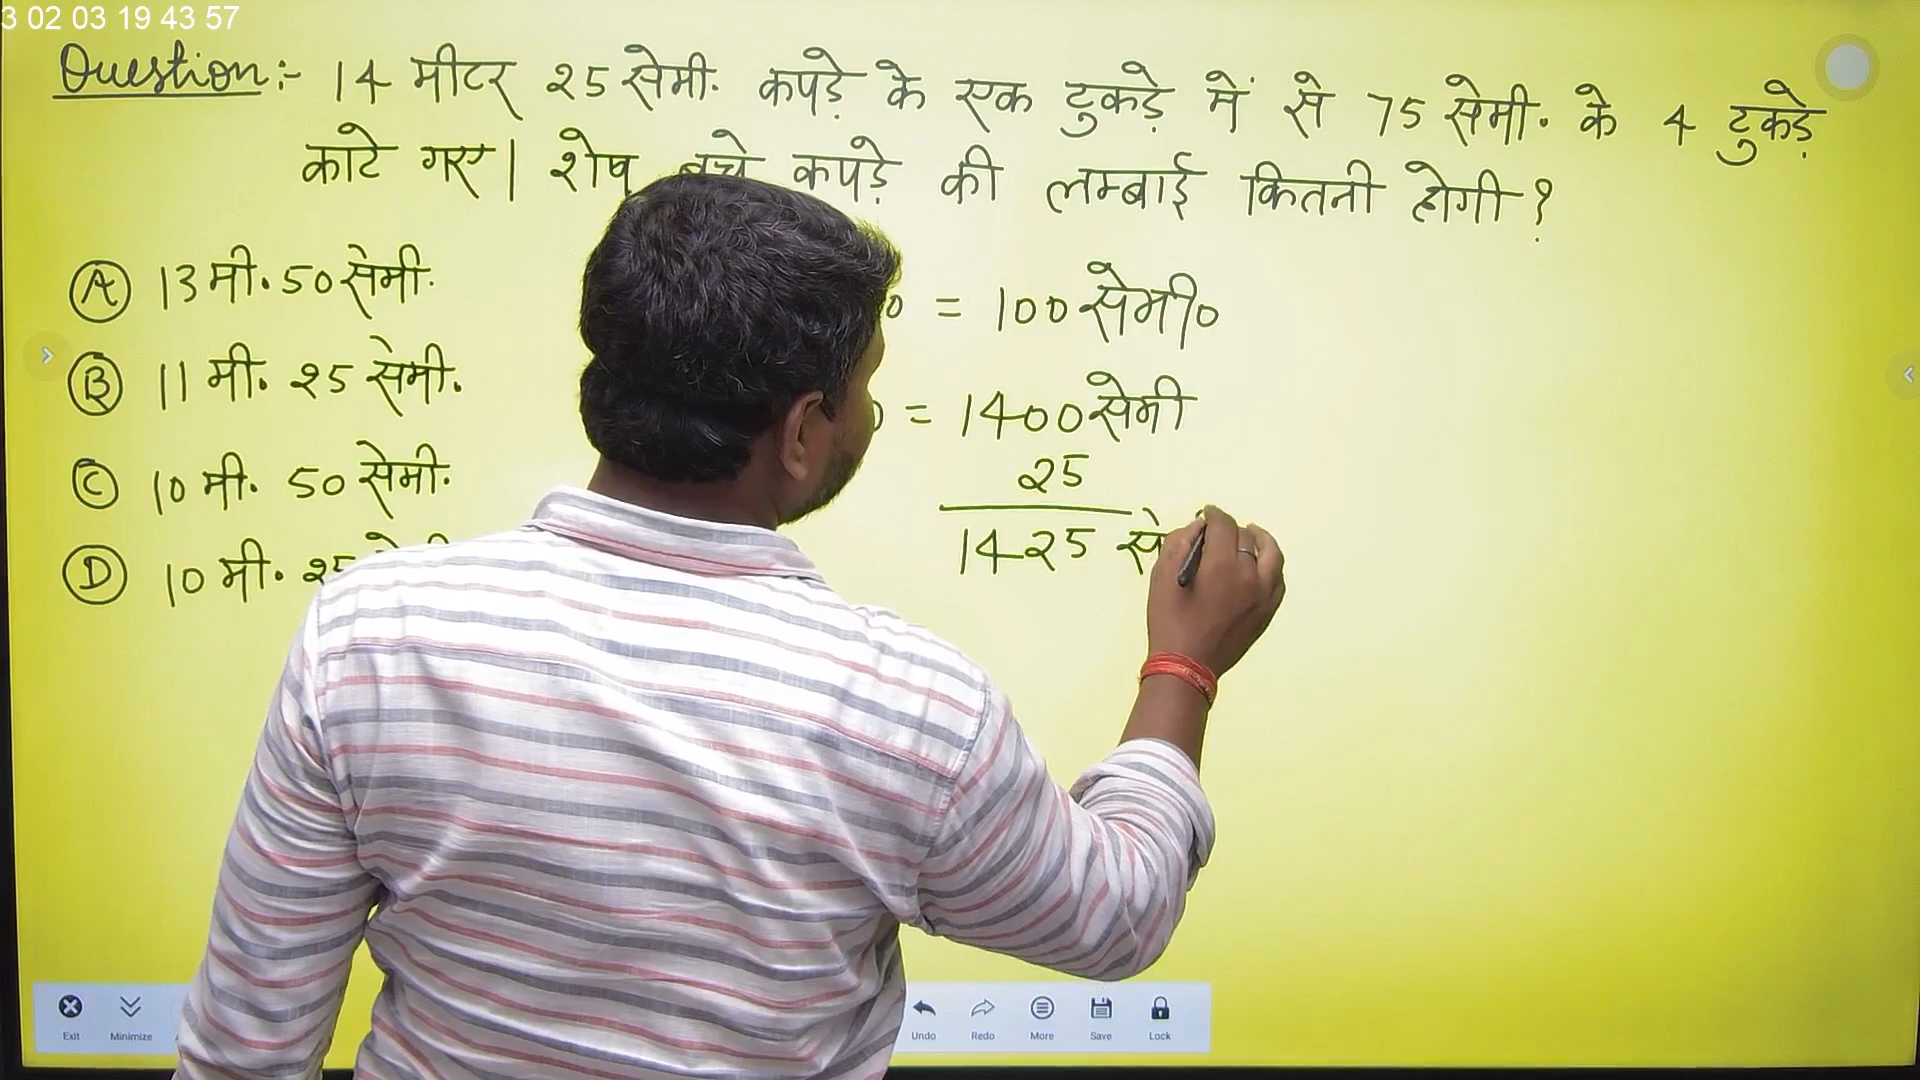 3 02 03 19 43 57
Question:- 14 मीटर 25 सेमी. कपड़े के एक टुकड़े में से 75 सेमी. के 4 टुकड़े
काटे गए। शेष बचे कपड़े की लम्बाई कितनी होगी?
(A) 13 मी. 50 सेमी.
(B) 11 मी. 25 सेमी.
(C) 10 मी. 50 सेमी.
(D) 10 मी. 25
= 100 सेमी०
= 1400 सेमी
25
1425 से
Exit Minimize Undo Redo More Save Lock